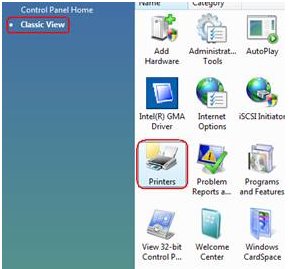 Control Panel Home
Classic View
Name
Category
Add
Hardware
Administrat...
Tools
AutoPlay
Intel(R) GMA
Driver
Internet
Options
iSCSI Initiator
Printers
Problem
Reports a...
Programs
and Features
View 32-bit
Control P...
Welcome
Center
Windows
CardSpace